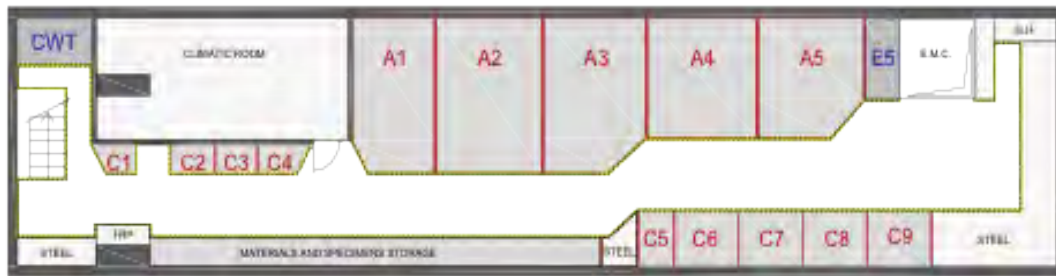 CWT
CLIMATIC ROOM
A1
A2
A3
A4
A5
E5
E.M.C.
C1
C2
C3
C4
C5
C6
C7
C8
C9
STEEL
STEEL
MATERIALS AND SPECIMENS STORAGE
STEEL